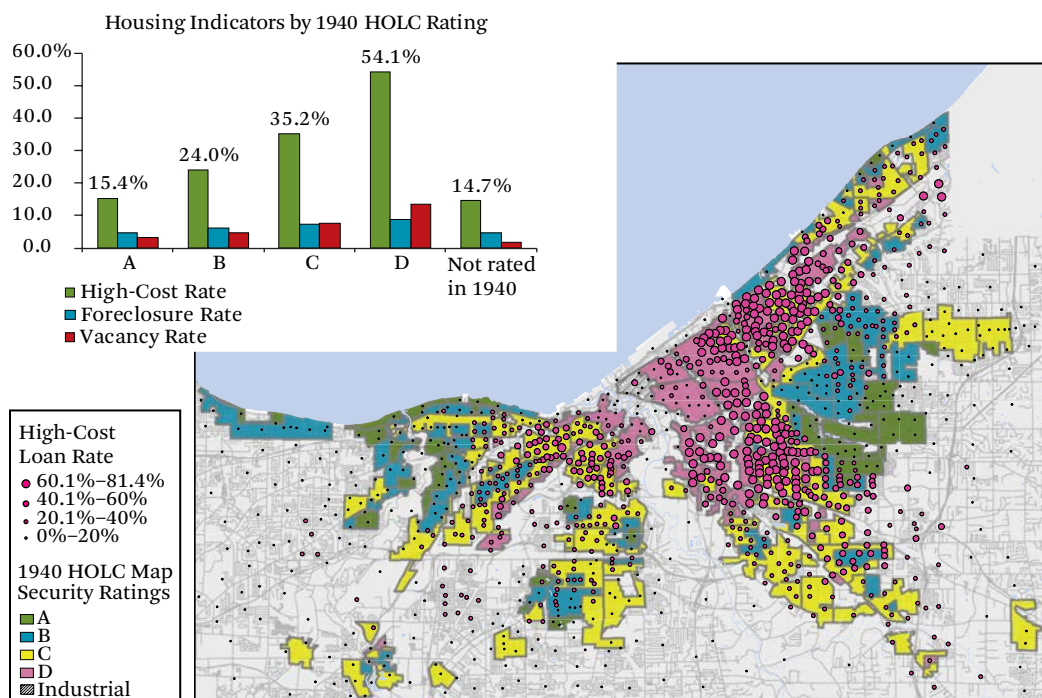 Housing Indicators by 1940 HOLC Rating
60.0%
50.0
40.0
30.0
20.0
10.0
0.0
15.4%
24.0%
35.2%
54.1%
14.7%
A
B
C
D
Not rated
in 1940
High-Cost Rate
Foreclosure Rate
Vacancy Rate
High-Cost
Loan Rate
60.1%–81.4%
40.1%–60%
20.1%–40%
0%–20%
1940 HOLC Map
Security Ratings
A
B
C
D
Industrial